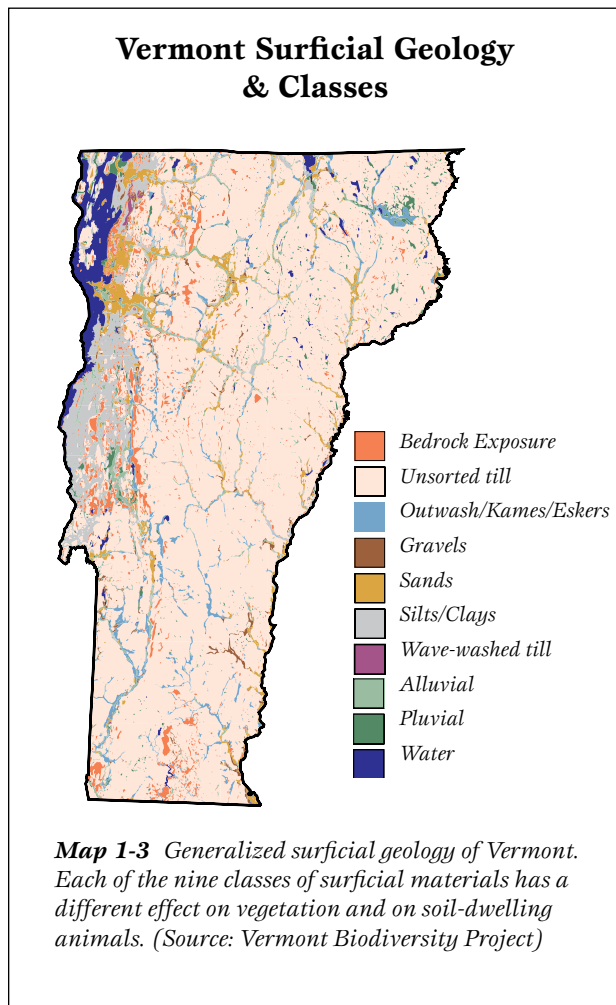 Vermont Surficial Geology
& Classes
Bedrock Exposure
Unsorted till
Outwash/Kames/Eskers
Gravels
Sands
Silts/Clays
Wave-washed till
Alluvial
Pluvial
Water
Map 1-3 Generalized surficial geology of Vermont.
Each of the nine classes of surficial materials has a
different effect on vegetation and on soil-dwelling
animals. (Source: Vermont Biodiversity Project)